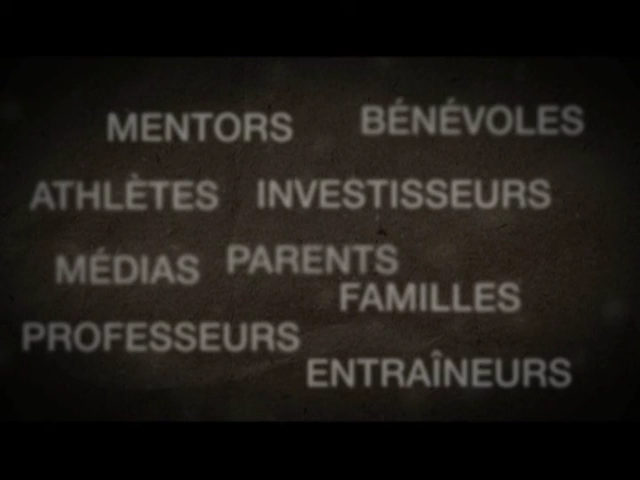 MENTORS BÉNÉVOLES
ATHLÈTES INVESTISSEURS
MÉDIAS PARENTS
FAMILLES
PROFESSEURS
ENTRAÎNEURS